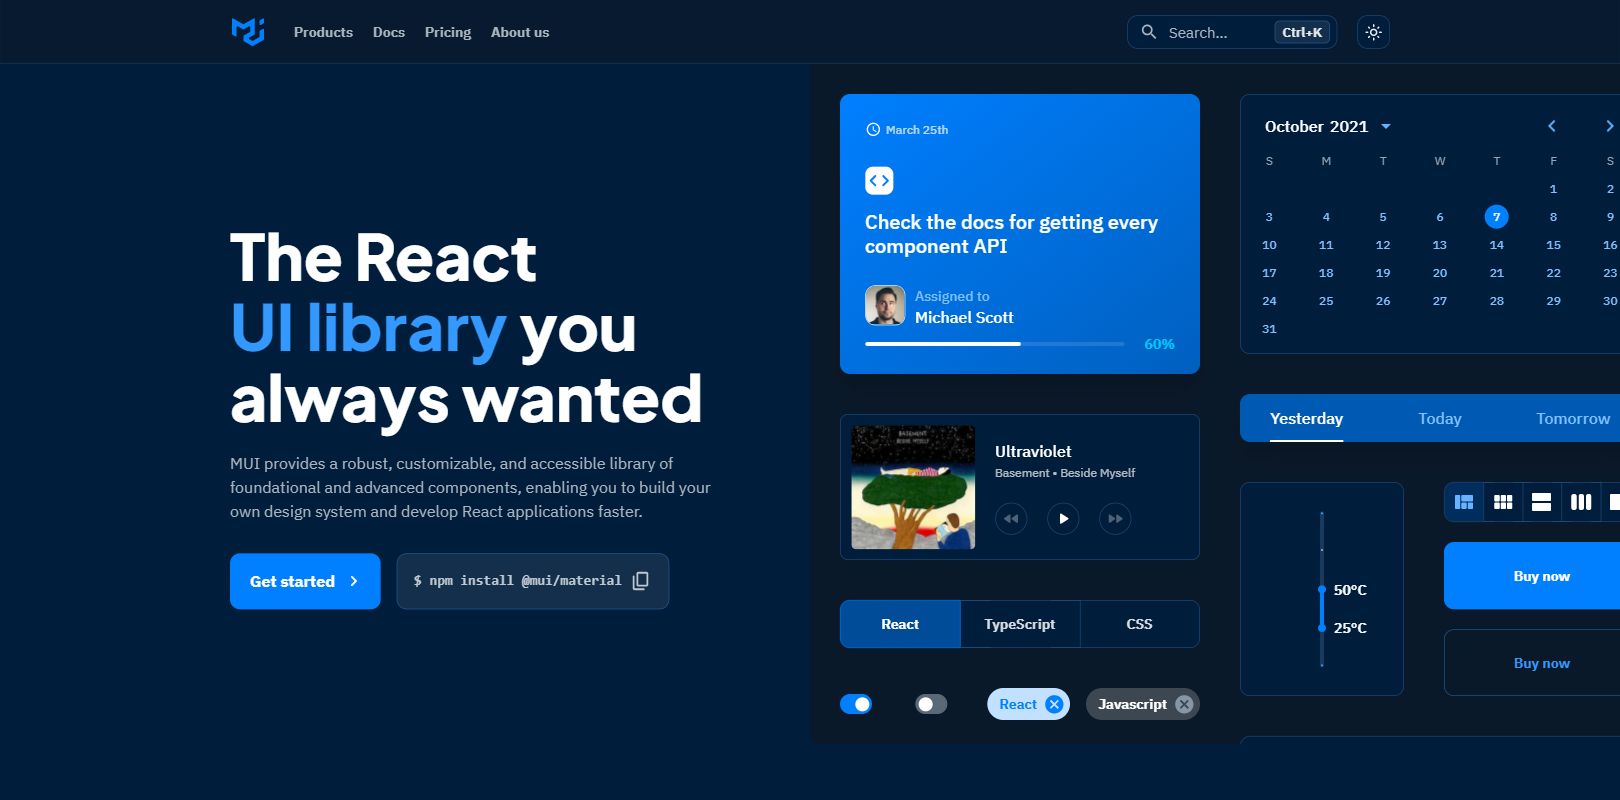 Products Docs Pricing About us
Search... Ctrl+K
The React
UI library you
always wanted
MUI provides a robust, customizable, and accessible library of
foundational and advanced components, enabling you to build your
own design system and develop React applications faster.
Get started
$ npm install @mui/material
March 25th
Check the docs for getting every
component API
Assigned to
Michael Scott
60%
BASEMENT
BESIDE MYSELF
Ultraviolet
Basement • Beside Myself
React TypeScript CSS
React Javascript
October 2021
S M T W T F S
1 2
3 4 5 6 7 8 9
10 11 12 13 14 15 16
17 18 19 20 21 22 23
24 25 26 27 28 29 30
31
Yesterday Today Tomorrow
50°C
25°C
Buy now
Buy now